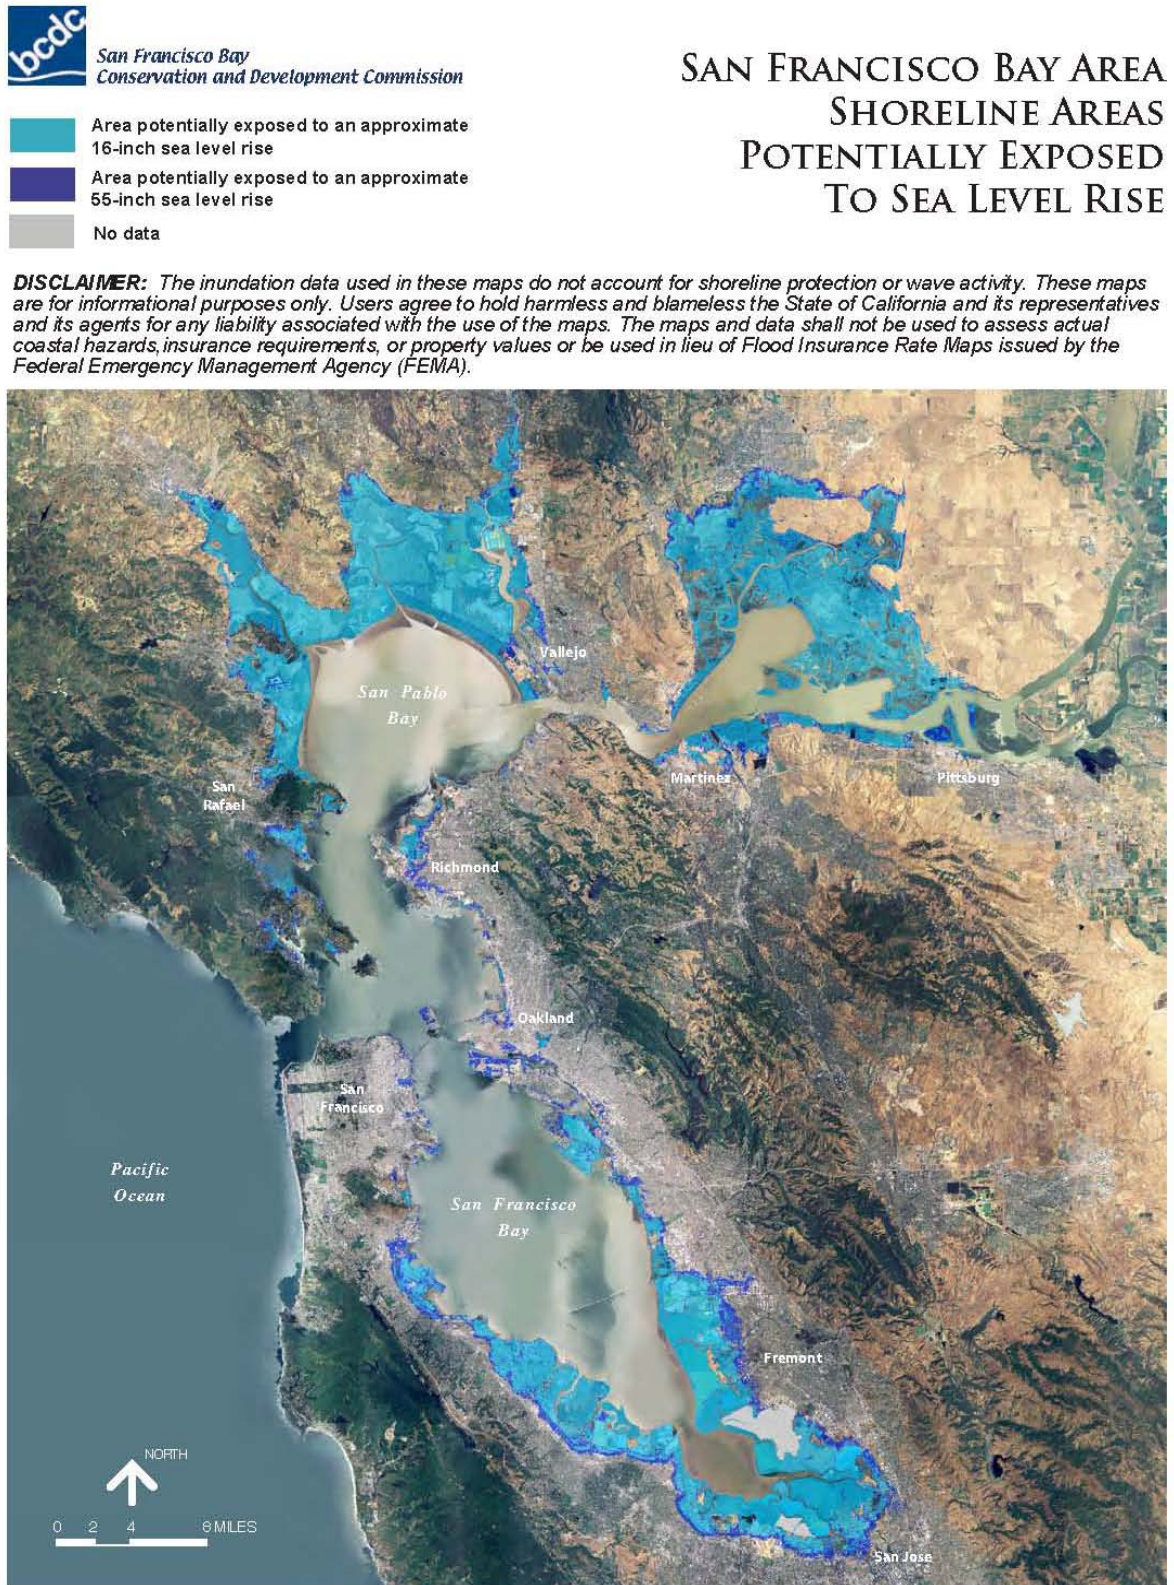 bcdc
San Francisco Bay
Conservation and Development Commission
SAN FRANCISCO BAY AREA
SHORELINE AREAS
POTENTIALLY EXPOSED
TO SEA LEVEL RISE
Area potentially exposed to an approximate
16-inch sea level rise
Area potentially exposed to an approximate
55-inch sea level rise
No data
DISCLAIMER: The inundation data used in these maps do not account for shoreline protection or wave activity. These maps
are for informational purposes only. Users agree to hold harmless and blameless the State of California and its representatives
and its agents for any liability associated with the use of the maps. The maps and data shall not be used to assess actual
coastal hazards, insurance requirements, or property values or be used in lieu of Flood Insurance Rate Maps issued by the
Federal Emergency Management Agency (FEMA).
Vallejo
San Pablo
Bay
San
Rafael
Martinez
Pittsburg
Richmond
Oakland
San
Francisco
Pacific
Ocean
San Francisco
Bay
Fremont
NORTH
0 2 4 8 MILES
San Jose